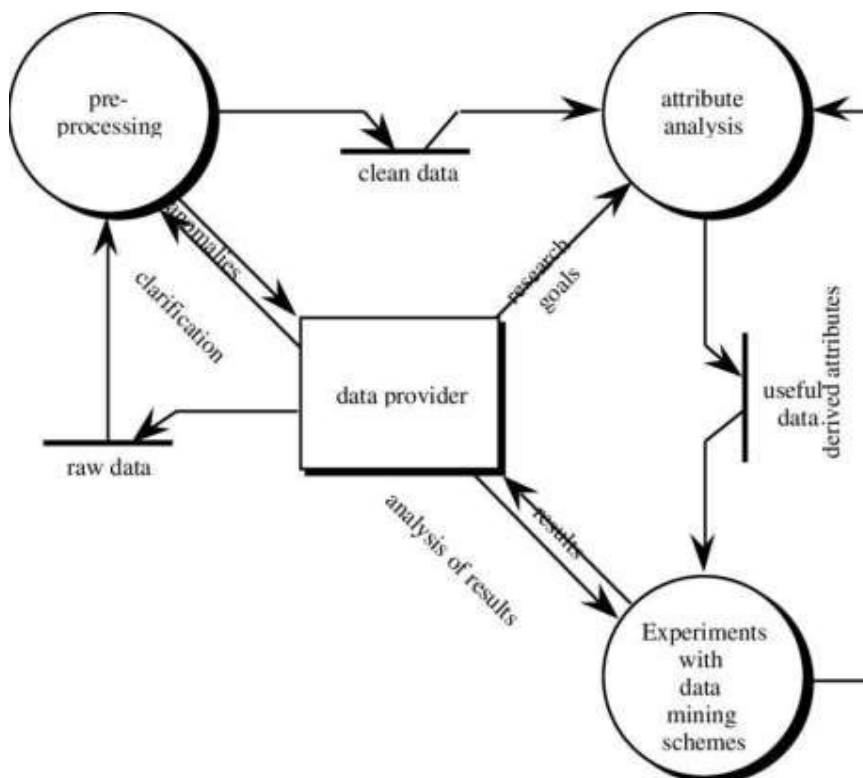 pre-
processing
attribute
analysis
clean data
anomalies
clarification
research
goals
data provider
useful
data.
derived attributes
raw data
analysis of results
results
Experiments
with
data
mining
schemes